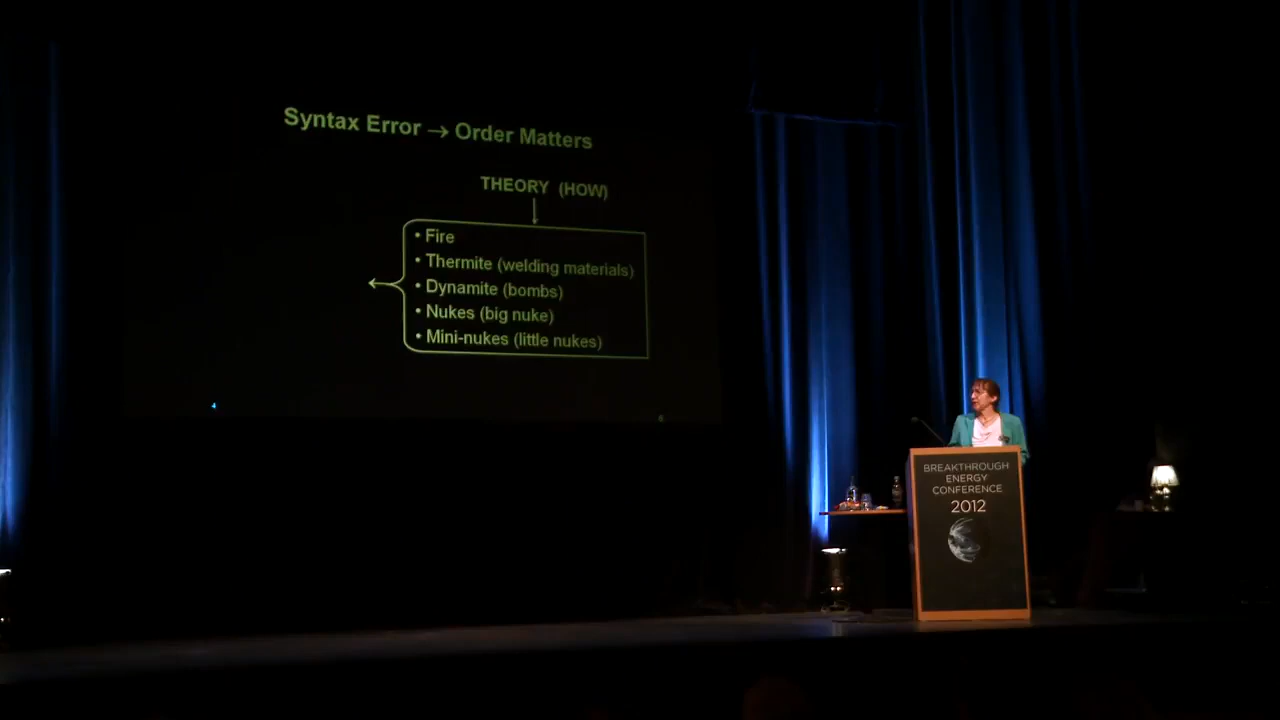 Syntax Error → Order Matters
THEORY (HOW)
• Fire
• Thermite (welding materials)
• Dynamite (bombs)
• Nukes (big nuke)
• Mini-nukes (little nukes)
BREAKTHROUGH
ENERGY
CONFERENCE
2012